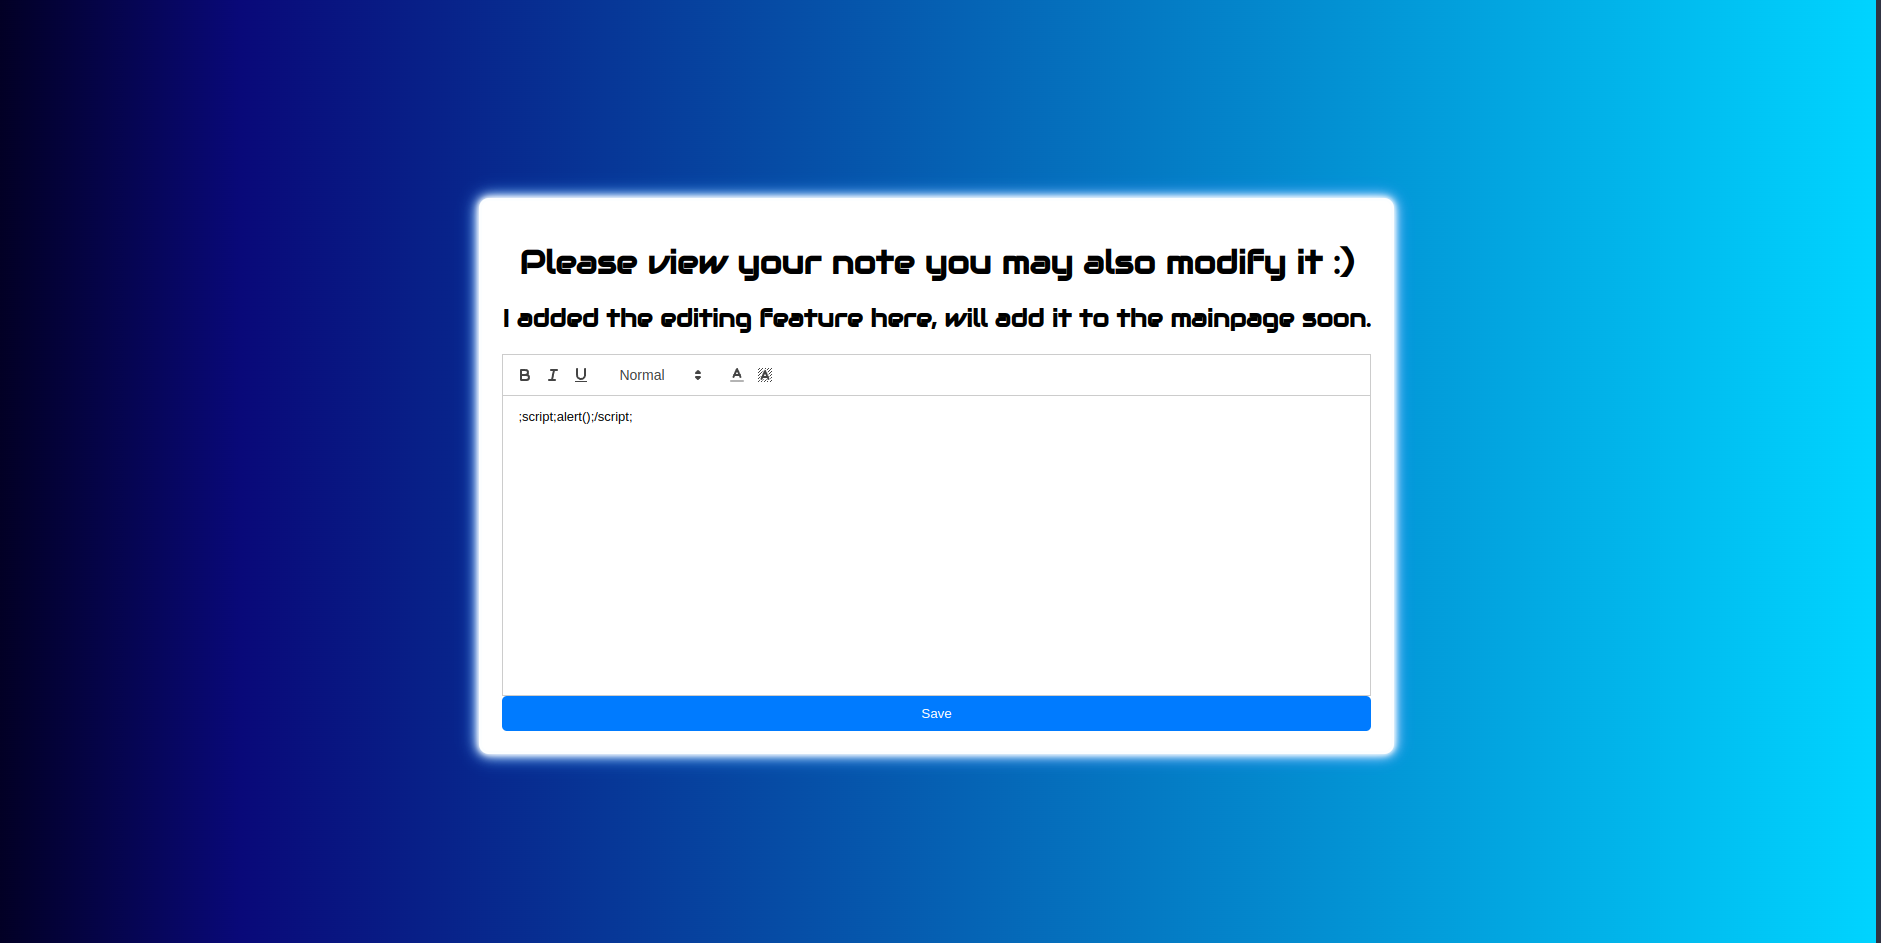 Please view your note you may also modify it :)
I added the editing feature here, will add it to the mainpage soon.
B I U Normal A A
;script;alert();/script;
Save